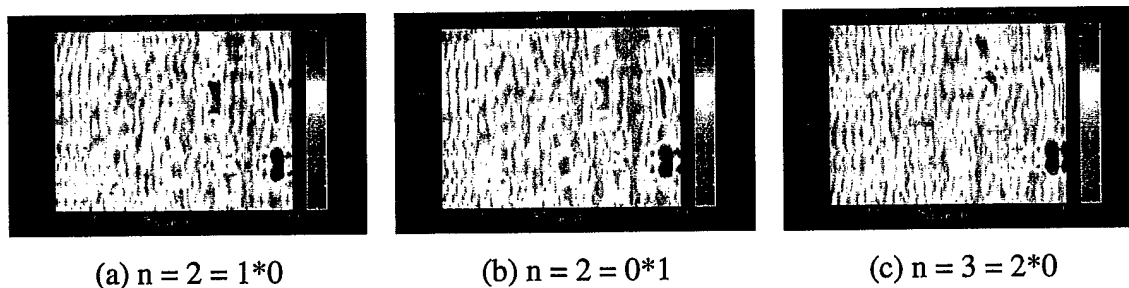 (a) n = 2 = 1*0
(b) n = 2 = 0*1
(c) n = 3 = 2*0